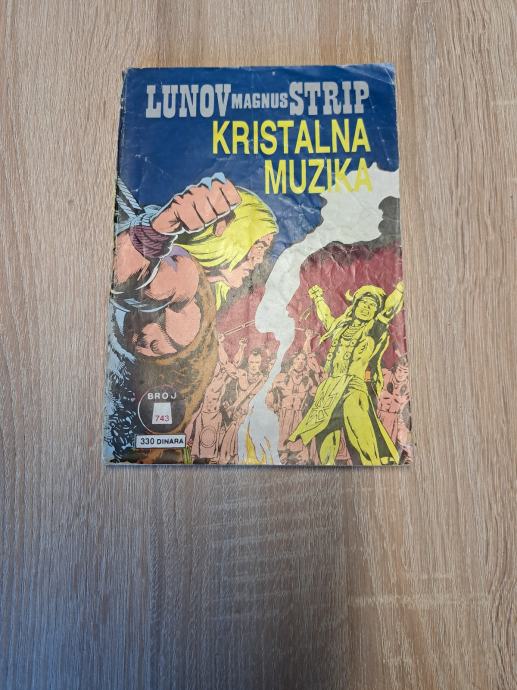 LUNOV MAGNUS STRIP
KRISTALNA
MUZIKA
BROJ
743
330 DINARA